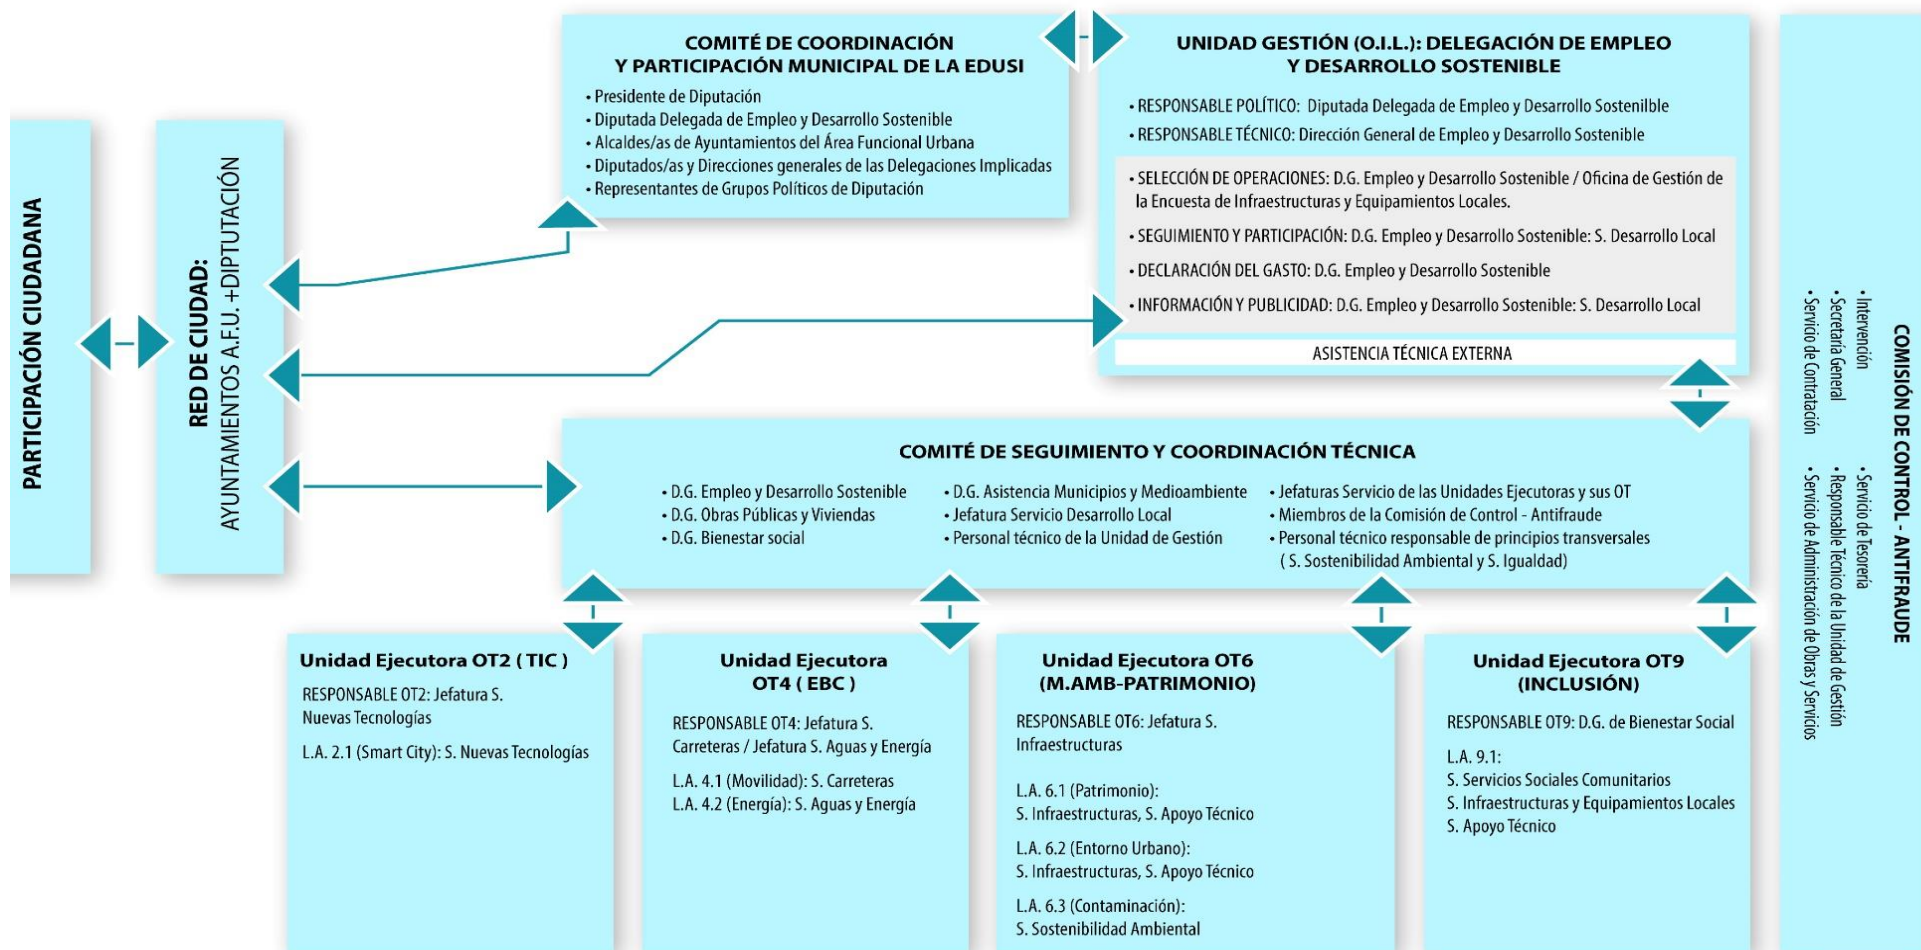 PARTICIPACIÓN CIUDADANA
RED DE CIUDAD:
AYUNTAMIENTOS A.F.U. +DIPTUTACIÓN
COMITÉ DE COORDINACIÓN
Y PARTICIPACIÓN MUNICIPAL DE LA EDUSI
• Presidente de Diputación
• Diputada Delegada de Empleo y Desarrollo Sostenible
• Alcaldes/as de Ayuntamientos del Área Funcional Urbana
• Diputados/as y Direcciones generales de las Delegaciones Implicadas
• Representantes de Grupos Políticos de Diputación
UNIDAD GESTIÓN (O.I.L.): DELEGACIÓN DE EMPLEO
Y DESARROLLO SOSTENIBLE
• RESPONSABLE POLÍTICO: Diputada Delegada de Empleo y Desarrollo Sostenilble
• RESPONSABLE TÉCNICO: Dirección General de Empleo y Desarrollo Sostenible
• SELECCIÓN DE OPERACIONES: D.G. Empleo y Desarrollo Sostenible / Oficina de Gestión de
la Encuesta de Infraestructuras y Equipamientos Locales.
• SEGUIMIENTO Y PARTICIPACIÓN: D.G. Empleo y Desarrollo Sostenible: S. Desarrollo Local
• DECLARACIÓN DEL GASTO: D.G. Empleo y Desarrollo Sostenible
• INFORMACIÓN Y PUBLICIDAD: D.G. Empleo y Desarrollo Sostenible: S. Desarrollo Local
ASISTENCIA TÉCNICA EXTERNA
COMITÉ DE SEGUIMIENTO Y COORDINACIÓN TÉCNICA
• D.G. Empleo y Desarrollo Sostenible
• D.G. Obras Públicas y Viviendas
• D.G. Bienestar social
• D.G. Asistencia Municipios y Medioambiente
• Jefatura Servicio Desarrollo Local
• Personal técnico de la Unidad de Gestión
• Jefaturas Servicio de las Unidades Ejecutoras y sus OT
• Miembros de la Comisión de Control - Antifraude
• Personal técnico responsable de principios transversales
( S. Sostenibilidad Ambiental y S. Igualdad)
Unidad Ejecutora OT2 ( TIC )
RESPONSABLE OT2: Jefatura S.
Nuevas Tecnologías
L.A. 2.1 (Smart City): S. Nuevas Tecnologías
Unidad Ejecutora
OT4 ( EBC )
RESPONSABLE OT4: Jefatura S.
Carreteras / Jefatura S. Aguas y Energía
L.A. 4.1 (Movilidad): S. Carreteras
L.A. 4.2 (Energía): S. Aguas y Energía
Unidad Ejecutora OT6
(M.AMB-PATRIMONIO)
RESPONSABLE OT6: Jefatura S.
Infraestructuras
L.A. 6.1 (Patrimonio):
S. Infraestructuras, S. Apoyo Técnico
L.A. 6.2 (Entorno Urbano):
S. Infraestructuras, S. Apoyo Técnico
L.A. 6.3 (Contaminación):
S. Sostenibilidad Ambiental
Unidad Ejecutora OT9
(INCLUSIÓN)
RESPONSABLE OT9: D.G. de Bienestar Social
L.A. 9.1:
S. Servicios Sociales Comunitarios
S. Infraestructuras y Equipamientos Locales
S. Apoyo Técnico
COMISIÓN DE CONTROL - ANTIFRAUDE
• Intervención
• Secretaría General
• Servicio de Contratación
• Servicio de Tesorería
• Responsable Técnico de la Unidad de Gestión
• Servicio de Administración de Obras y Servicios